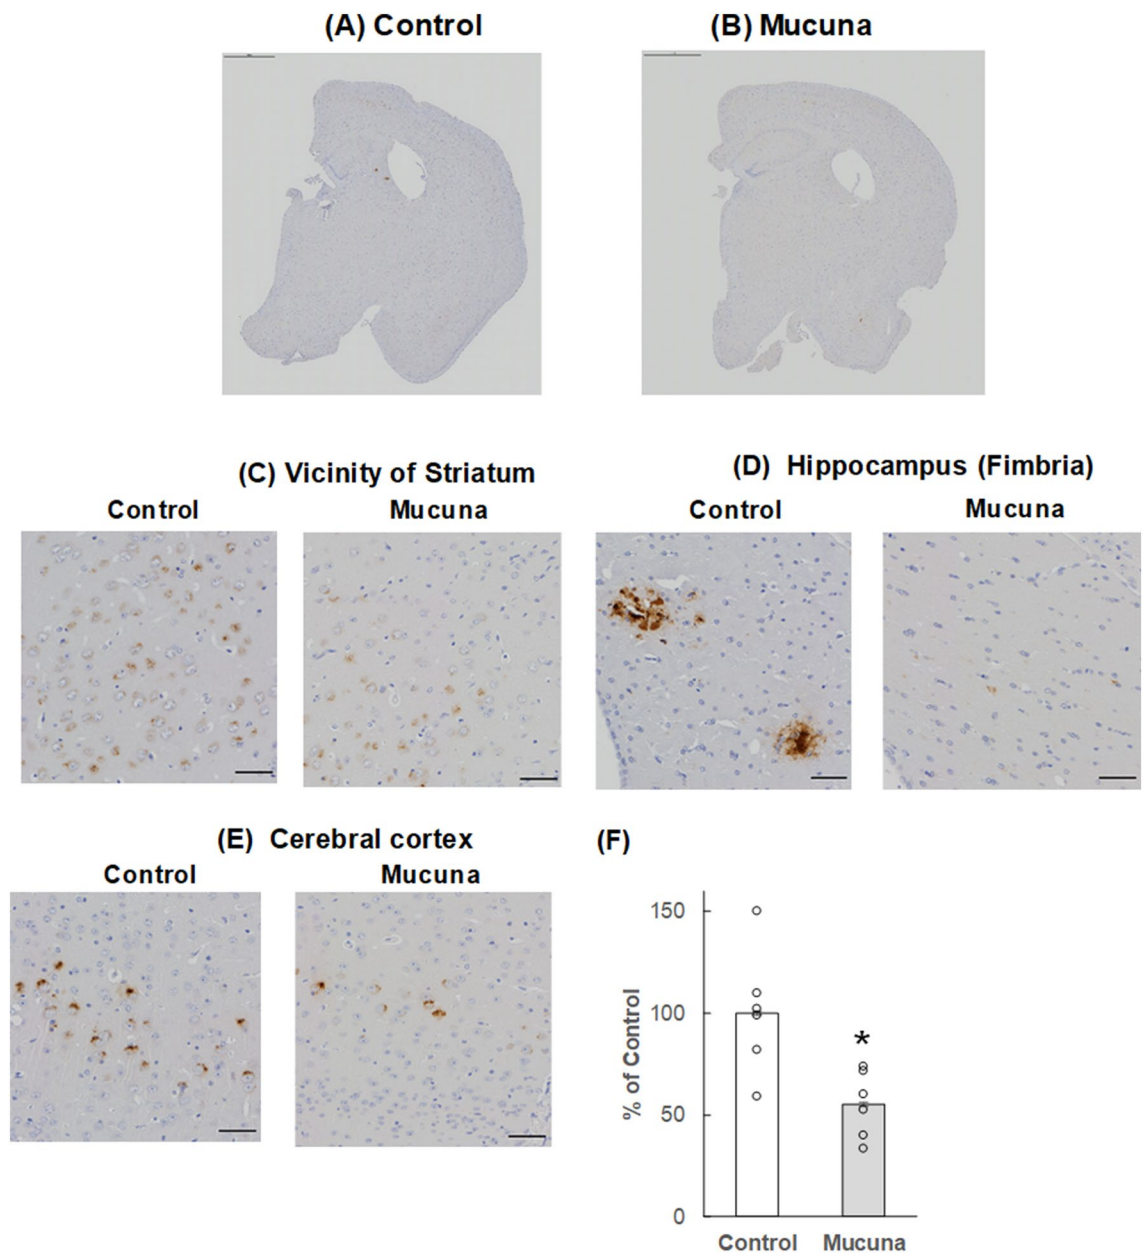 (A) Control
(B) Mucuna
(C) Vicinity of Striatum
(D) Hippocampus (Fimbria)
Control
Mucuna
Control
Mucuna
(E) Cerebral cortex
(F)
Control
Mucuna
150
100
50
0
% of Control
*
Control
Mucuna